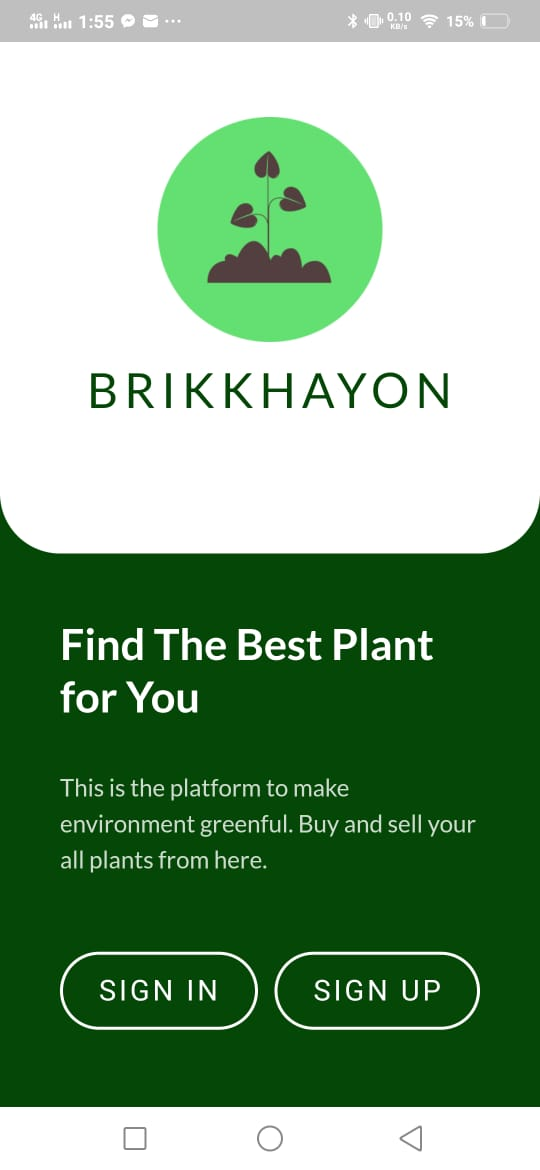 4G H 1:55 ... 0.10 KB/s 15%
BRIKKHAYON
Find The Best Plant
for You
This is the platform to make
environment greenful. Buy and sell your
all plants from here.
SIGN IN SIGN UP